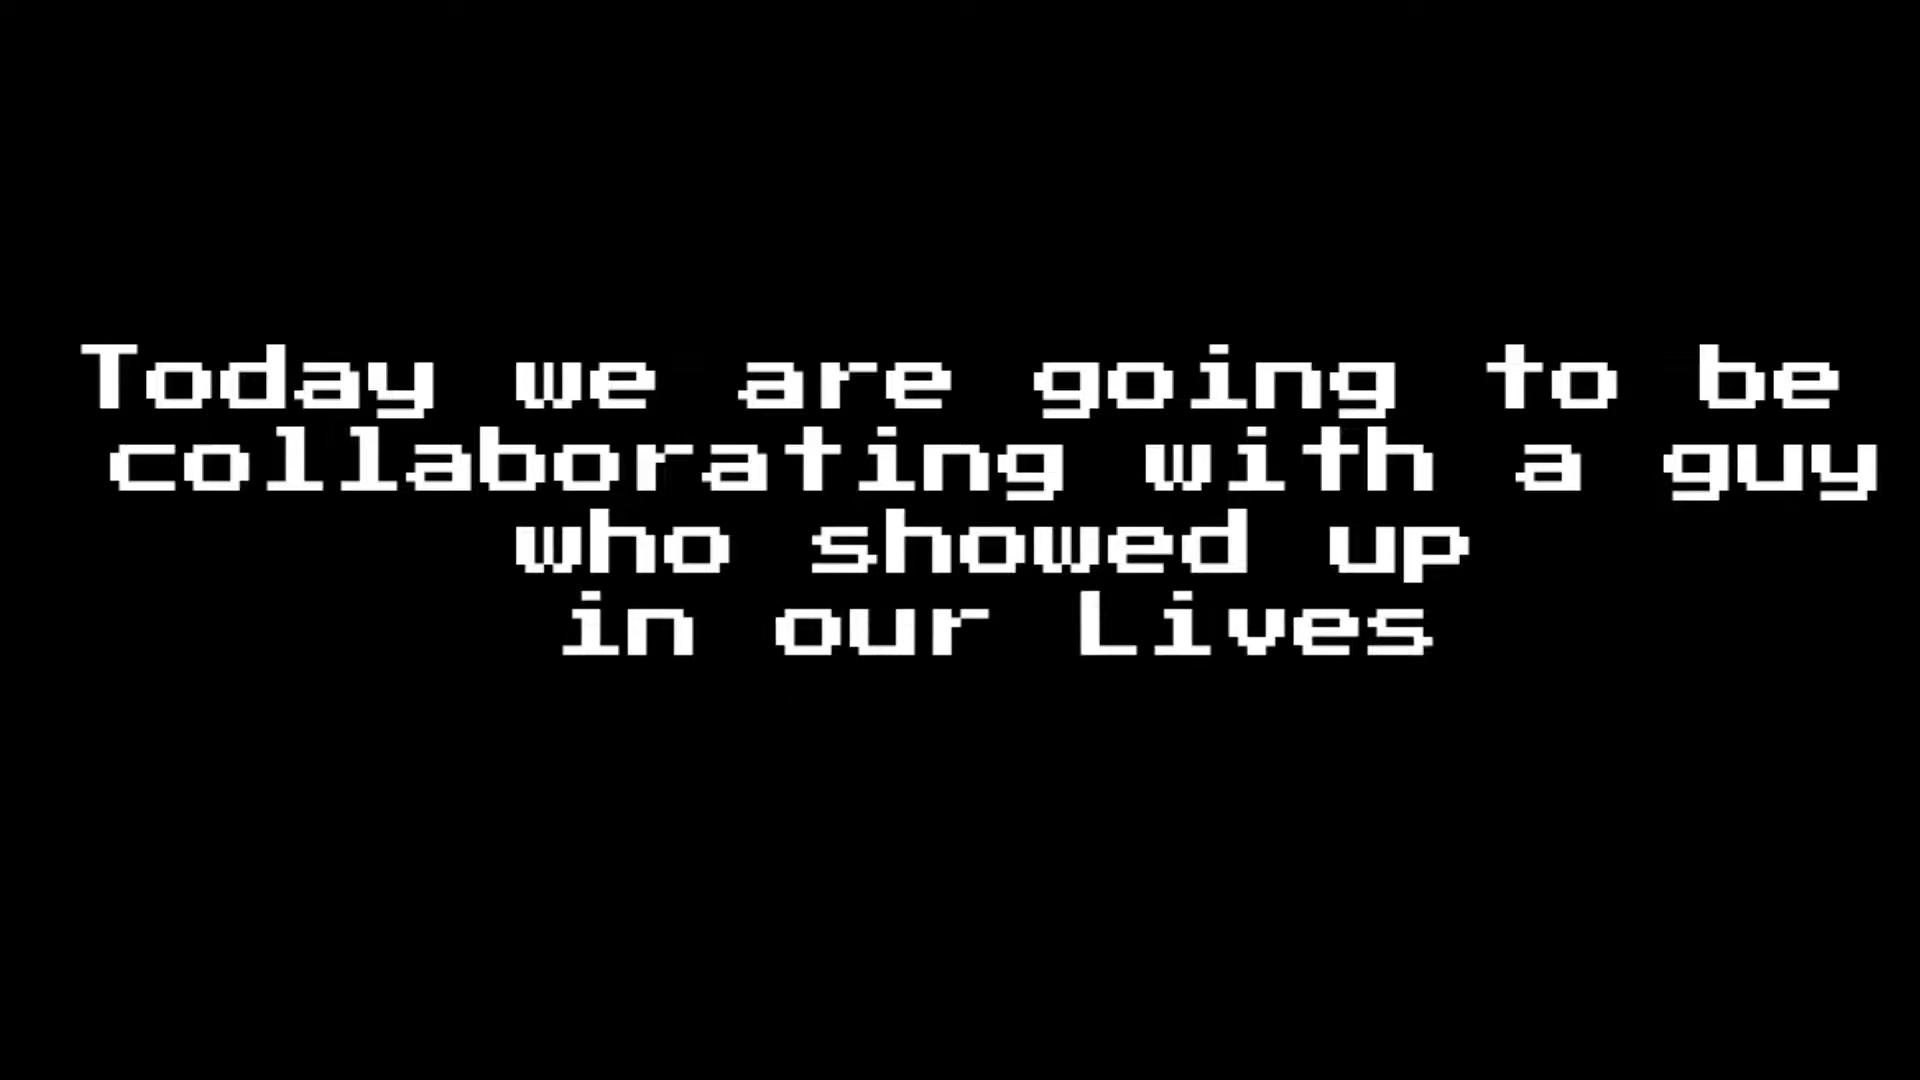 Today we are going to be
collaborating with a guy
who showed up
in our Lives